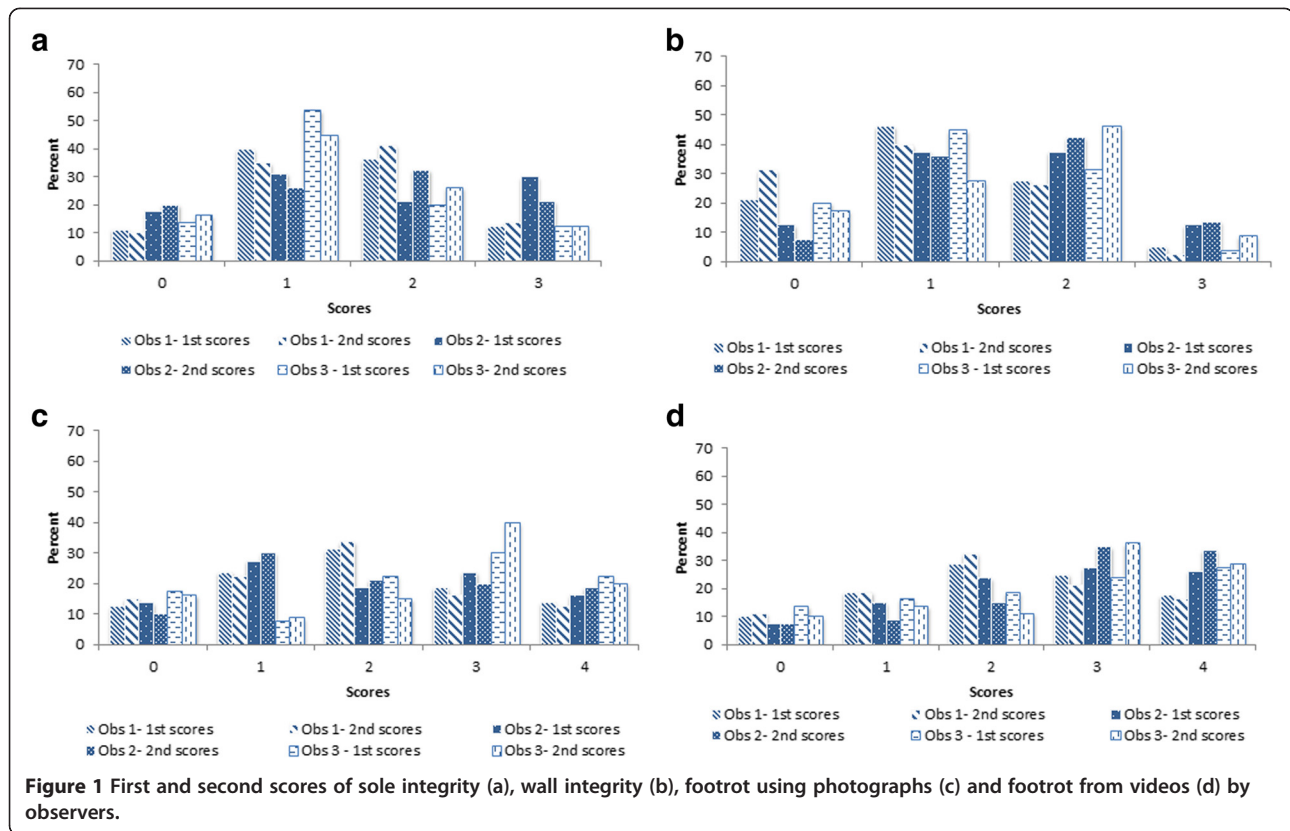 a
70
60
50
40
30
20
10
0
Percent
0 1 2 3
Scores
Obs 1- 1st scores Obs 1- 2nd scores Obs 2- 1st scores
Obs 2- 2nd scores Obs 3 - 1st scores Obs 3- 2nd scores
b
70
60
50
40
30
20
10
0
Percent
0 1 2 3
Scores
Obs 1- 1st scores Obs 1- 2nd scores Obs 2- 1st scores
Obs 2- 2nd scores Obs 3 - 1st scores Obs 3- 2nd scores
c
70
60
50
40
30
20
10
0
Percent
0 1 2 3 4
Scores
Obs 1- 1st scores Obs 1- 2nd scores Obs 2- 1st scores
Obs 2- 2nd scores Obs 3 - 1st scores Obs 3- 2nd scores
d
70
60
50
40
30
20
10
0
Percent
0 1 2 3 4
Scores
Obs 1- 1st scores Obs 1- 2nd scores Obs 2- 1st scores
Obs 2- 2nd scores Obs 3 - 1st scores Obs 3- 2nd scores
Figure 1 First and second scores of sole integrity (a), wall integrity (b), footrot using photographs (c) and footrot from videos (d) by
observers.